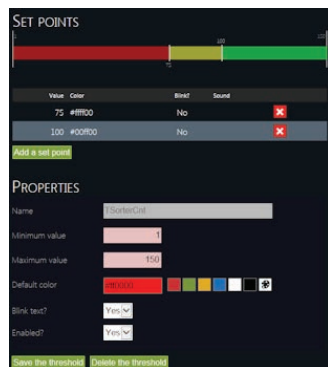 SET POINTS
100
75
Value Color Blink? Sound
75 #ffff00 No
100 #00ff00 No
Add a set point
PROPERTIES
Name TSorterCnt
Minimum value 1
Maximum value 150
Default color #ff0000
Blink text? Yes
Enabled? Yes
Save the threshold Delete the threshold